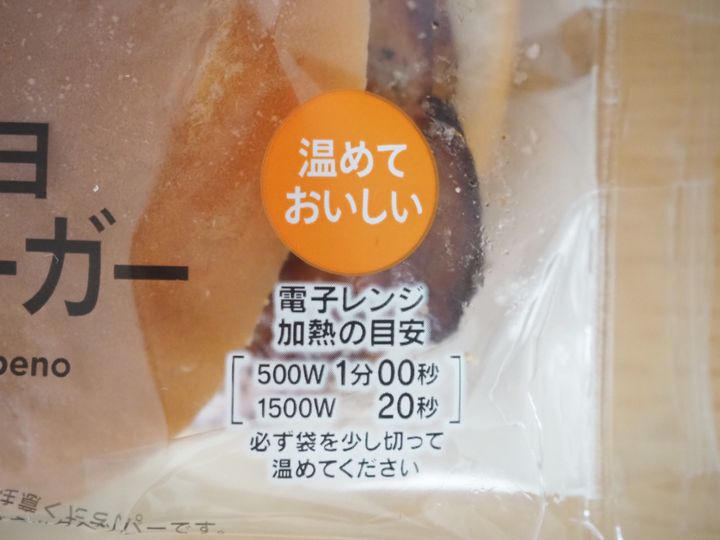 温めて
おいしい
ヨ
ーガー
peno
電子レンジ
加熱の目安
500W 1分00秒
1500W 20秒
必ず袋を少し切って
温めてください